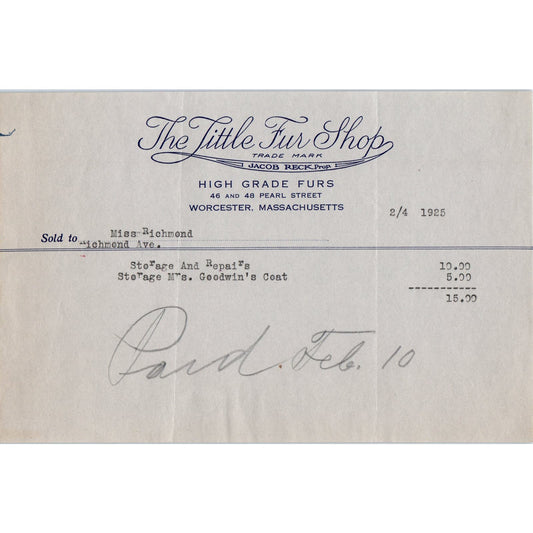 The Little Fur Shop
TRADE MARK
JACOB RECK, Prop.
HIGH GRADE FURS
46 AND 48 PEARL STREET
WORCESTER, MASSACHUSETTS
2/4 1925
Sold to Miss Richmond
Richmond Ave.
Storage And Repairs 10.00
Storage Mrs. Goodwin's Coat 5.00
-----------
15.00
Paid. Feb. 10